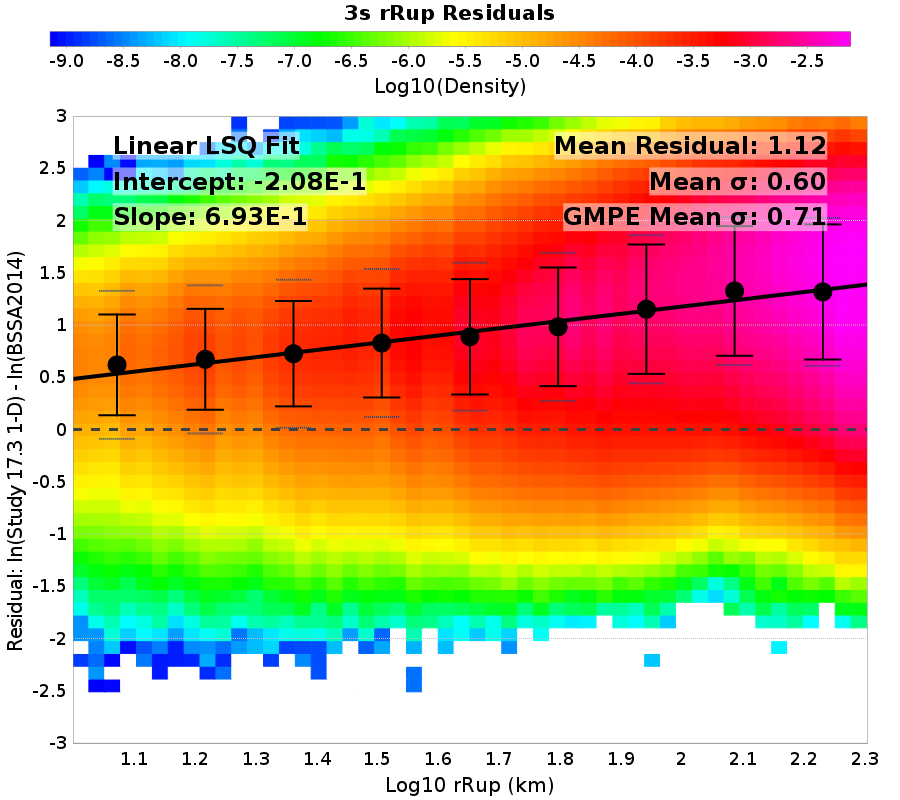 3s rRup Residuals
-9.0 -8.5 -8.0 -7.5 -7.0 -6.5 -6.0 -5.5 -5.0 -4.5 -4.0 -3.5 -3.0 -2.5
Log10(Density)
Linear LSQ Fit
Intercept: -2.08E-1
Slope: 6.93E-1
Mean Residual: 1.12
Mean σ: 0.60
GMPE Mean σ: 0.71
Residual: ln(Study 17.3 1-D) - ln(BSSA2014)
3
2.5
2
1.5
1
0.5
0
-0.5
-1
-1.5
-2
-2.5
-3
1.1 1.2 1.3 1.4 1.5 1.6 1.7 1.8 1.9 2 2.1 2.2 2.3
Log10 rRup (km)